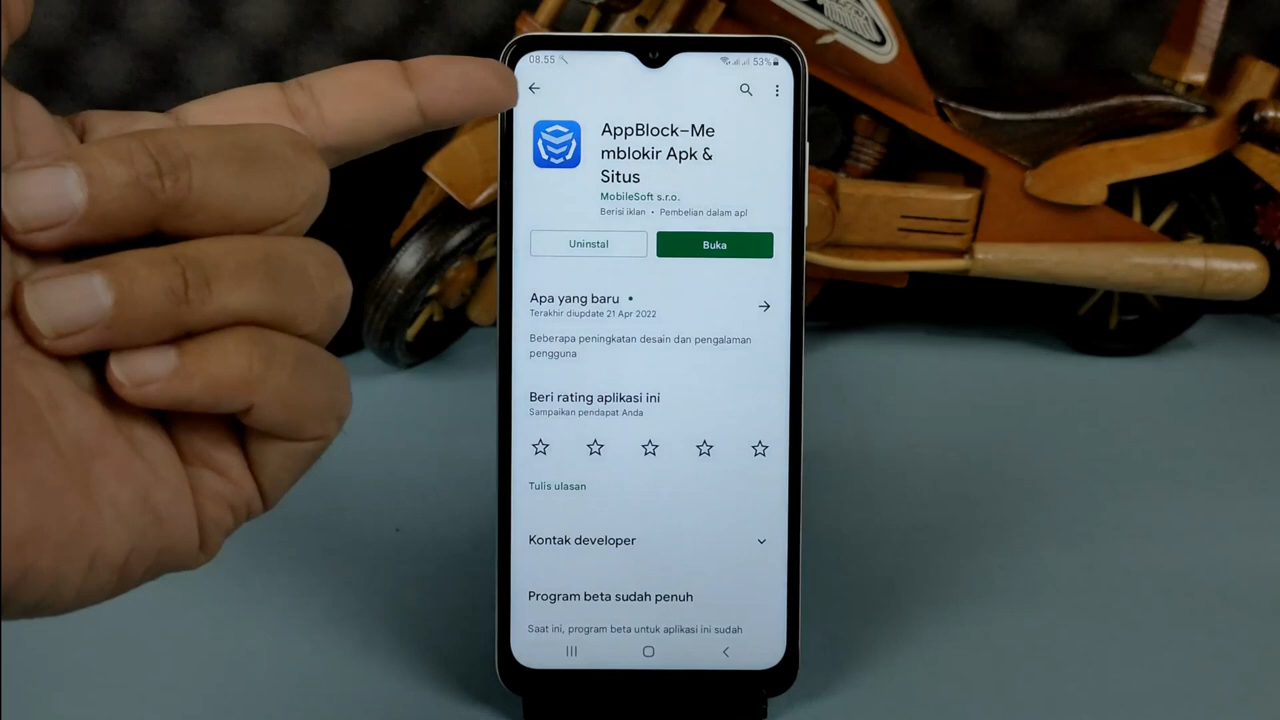 08.55
53%
AppBlock–Me
mblokir Apk &
Situs
MobileSoft s.r.o.
Berisi iklan • Pembelian dalam apl
Uninstal
Buka
Apa yang baru •
Terakhir diupdate 21 Apr 2022
Beberapa peningkatan desain dan pengalaman
pengguna
Beri rating aplikasi ini
Sampaikan pendapat Anda
Tulis ulasan
Kontak developer
Program beta sudah penuh
Saat ini, program beta untuk aplikasi ini sudah